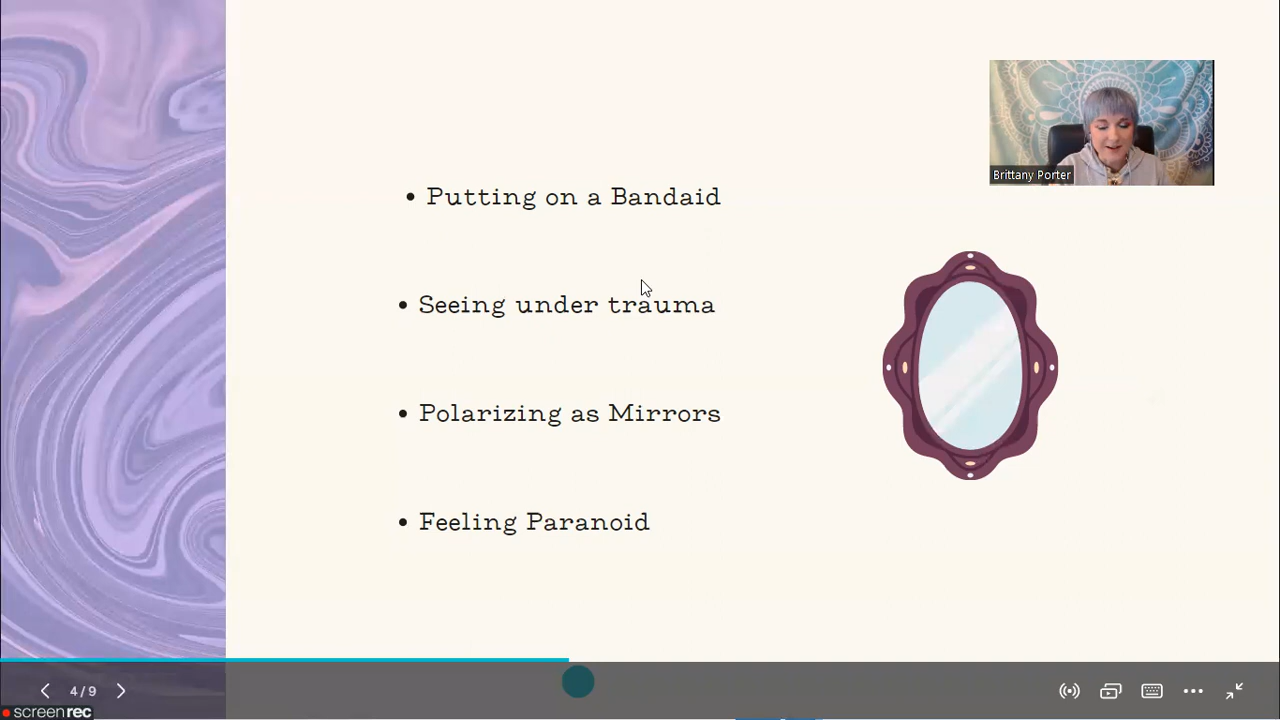 Brittany Porter
• Putting on a Bandaid
• Seeing under trauma
• Polarizing as Mirrors
• Feeling Paranoid
4/9
screenrec